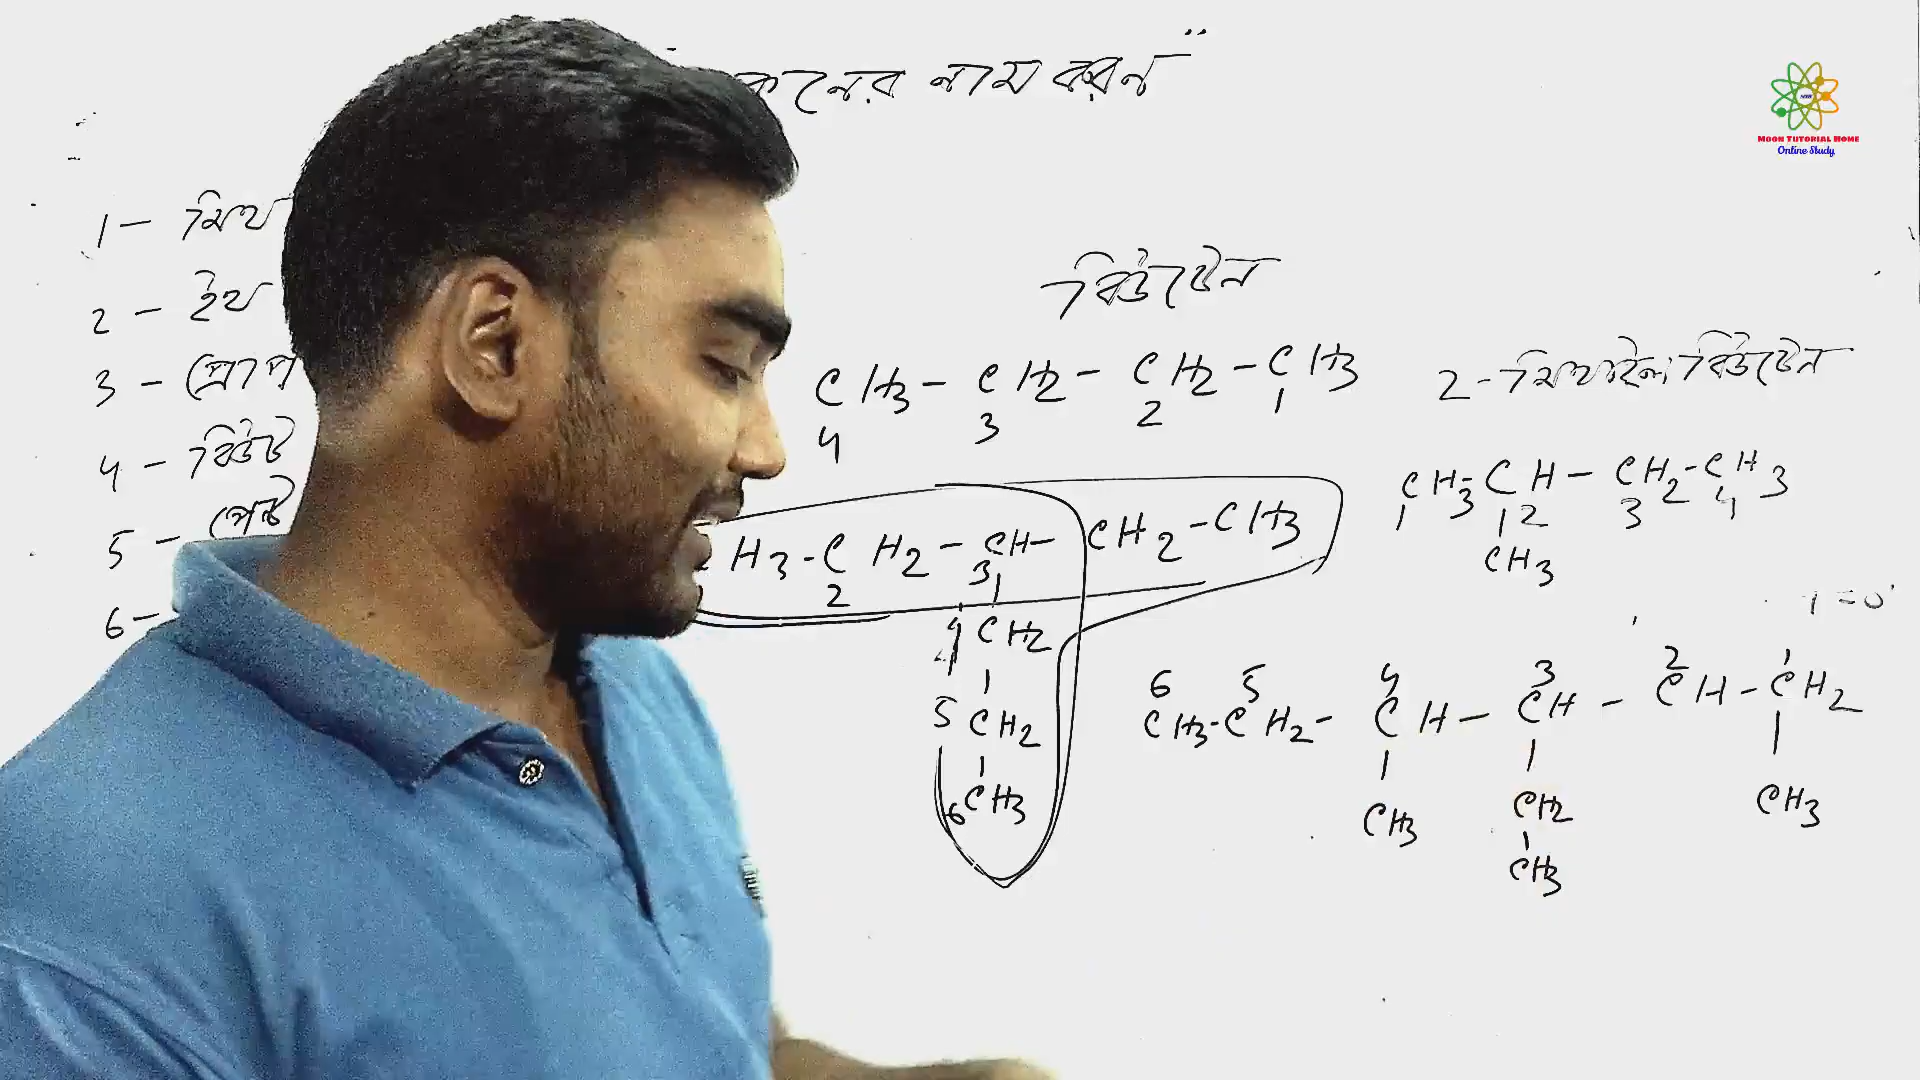 নামকরন"
MOON TUTORIAL HOME
Online Study
1 - মিথ
2 - ইথ
3 - প্রোপ
4 - বিউট
5 - পেন্ট
6 -
বিউটেন
CH3 - CH2 - CH2 - CH3
4 3 2 1
2-মিথাইল বিউটেন
CH3 - CH - CH2 - CH3
1 2 3 4
CH3
H3 - CH2 - CH - CH2 - CH3
2 3
4 CH2
5 CH2
6 CH3
6 5 4 3 2 1
CH3 - CH2 - CH - CH - CH - CH2
CH3 CH2 CH3
CH3